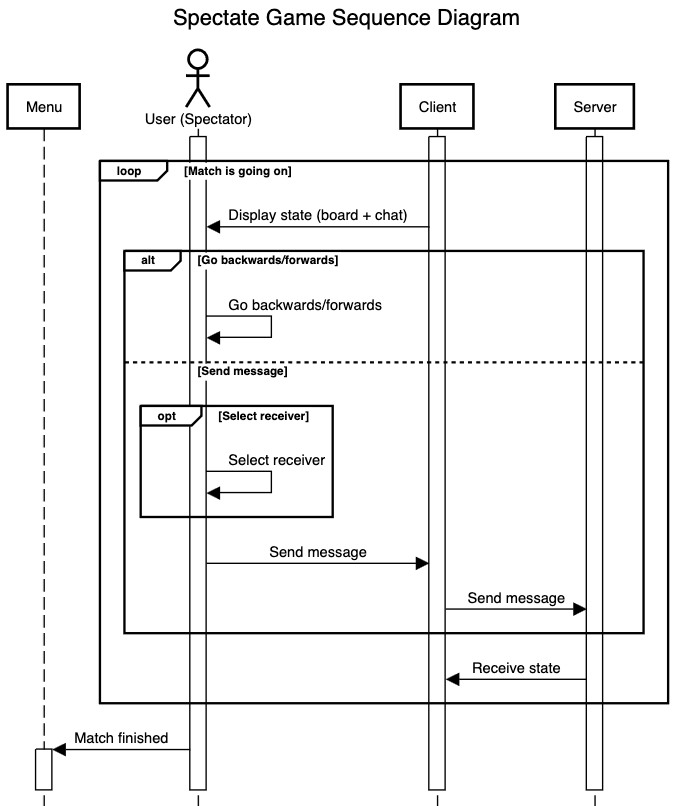 Spectate Game Sequence Diagram
Menu
User (Spectator)
Client
Server
loop
[Match is going on]
Display state (board + chat)
alt
[Go backwards/forwards]
Go backwards/forwards
[Send message]
opt
[Select receiver]
Select receiver
Send message
Send message
Receive state
Match finished